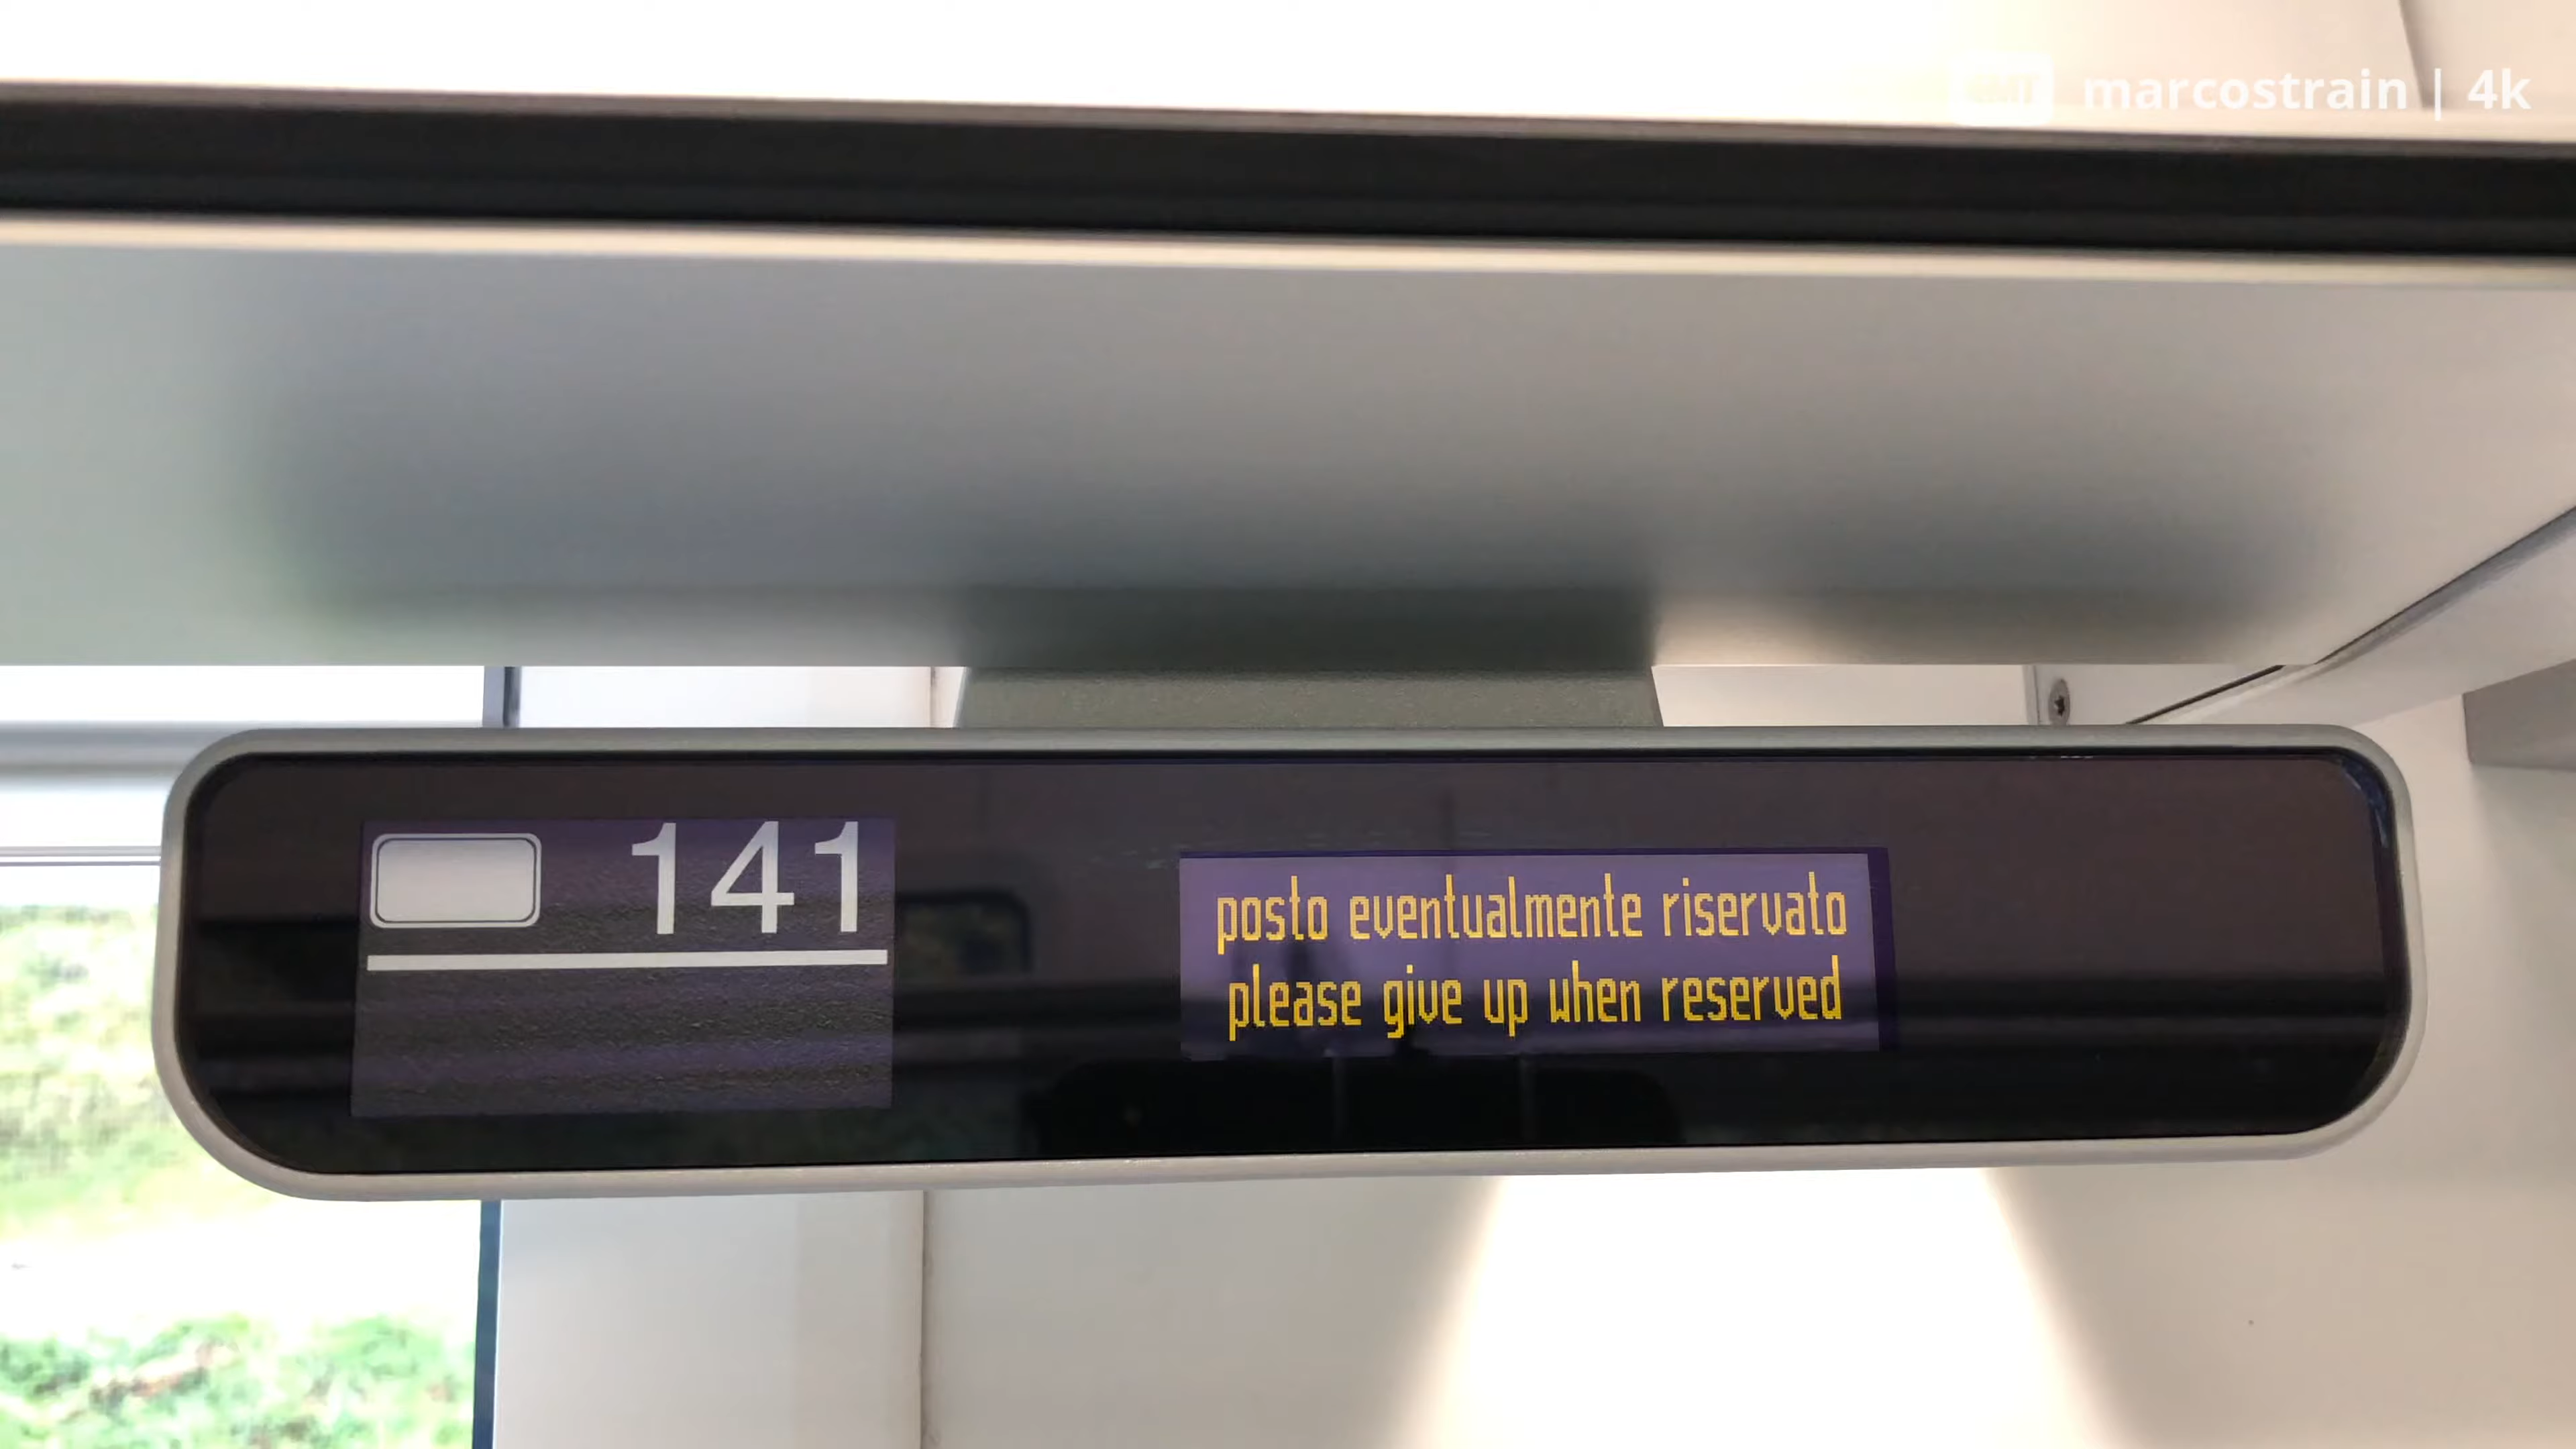 marcostrain | 4k
141
posto eventualmente riservato
please give up when reserved